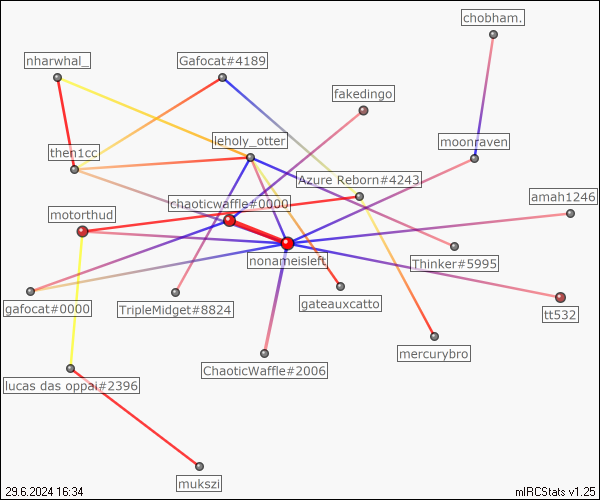 chobham.
nharwhal_
Gafocat#4189
fakedingo
leholy_otter
moonraven
then1cc
Azure Reborn#4243
chaoticwaffle#0000
amah1246
motorthud
nonameisleft
Thinker#5995
gafocat#0000
TripleMidget#8824
gateauxcatto
tt532
mercurybro
ChaoticWaffle#2006
lucas das oppai#2396
mukszi
29.6.2024 16:34
mIRCStats v1.25